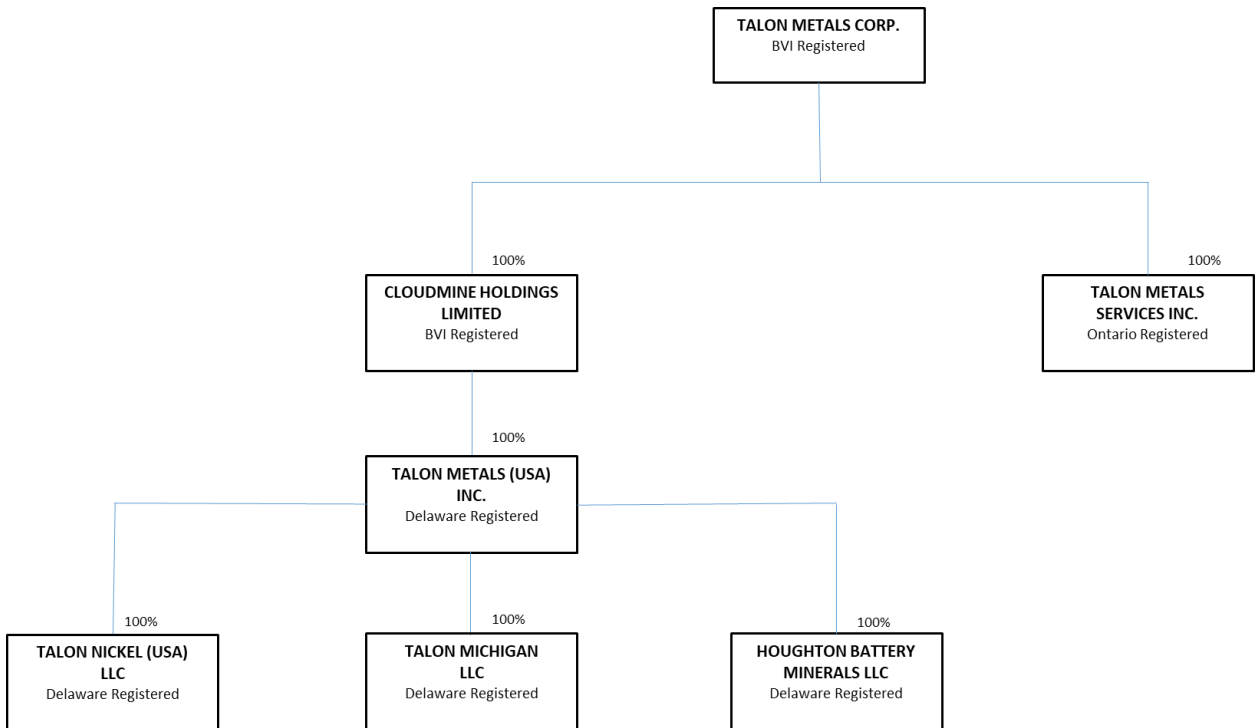 TALON METALS CORP.
BVI Registered
100%
100%
CLOUDMINE HOLDINGS
LIMITED
BVI Registered
TALON METALS
SERVICES INC.
Ontario Registered
100%
TALON METALS (USA)
INC.
Delaware Registered
100%
100%
100%
TALON NICKEL (USA)
LLC
Delaware Registered
TALON MICHIGAN
LLC
Delaware Registered
HOUGHTON BATTERY
MINERALS LLC
Delaware Registered